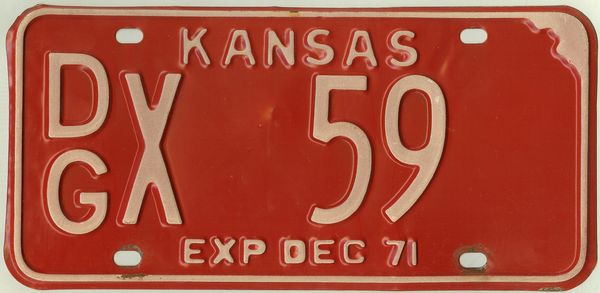 KANSAS
DG X 59
EXP DEC 71